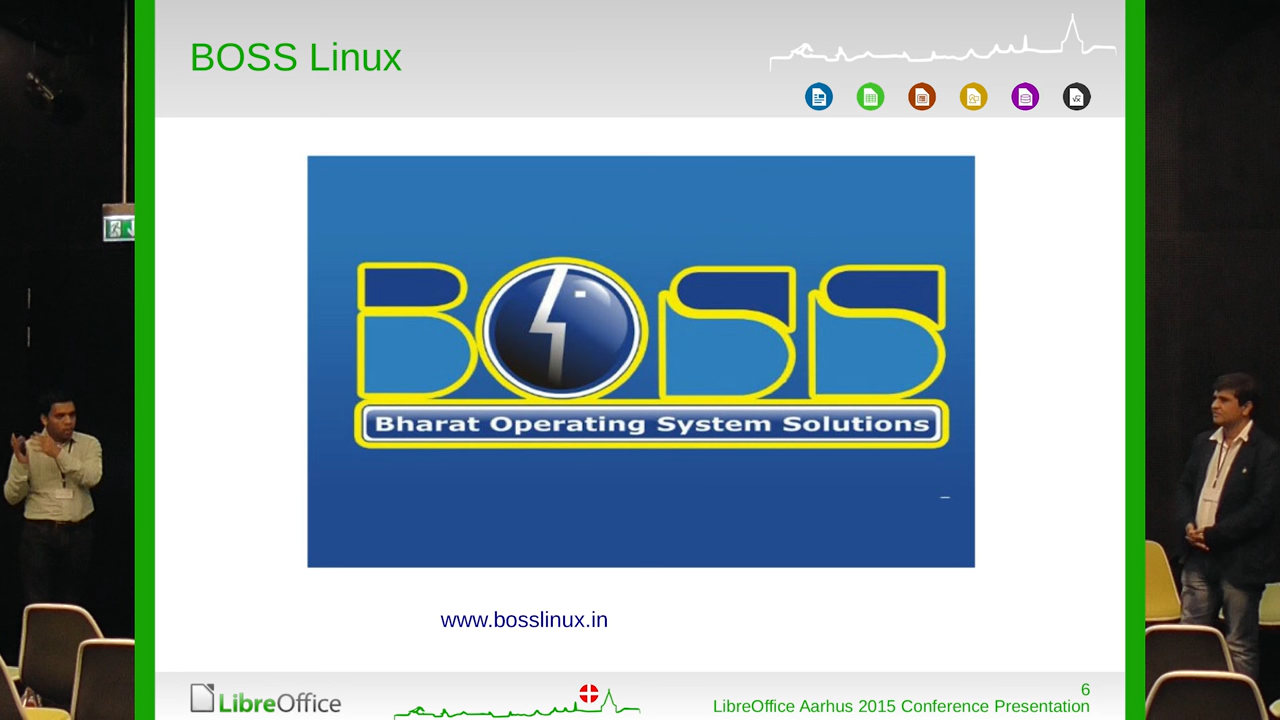 BOSS Linux
BOSS
Bharat Operating System Solutions
www.bosslinux.in
LibreOffice
6
LibreOffice Aarhus 2015 Conference Presentation